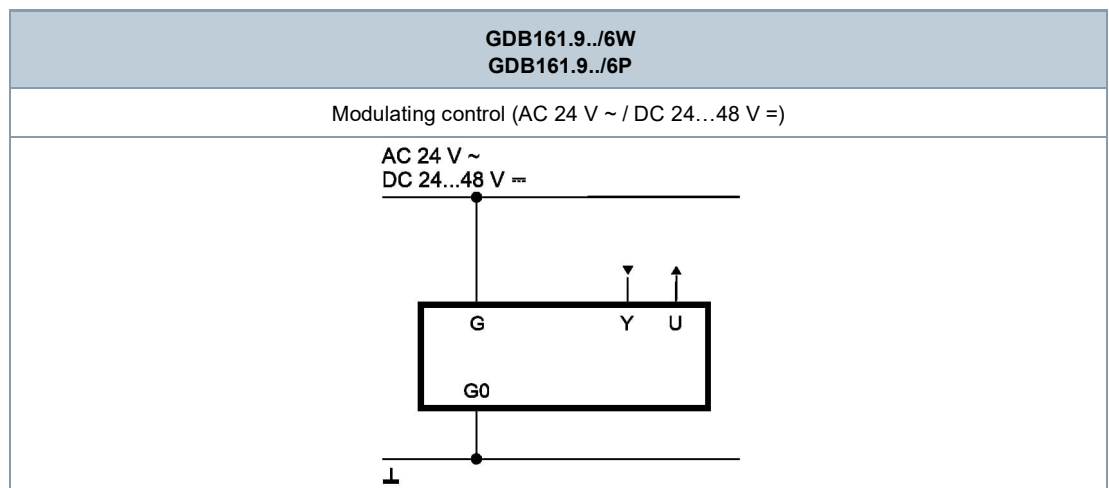 GDB161.9../6W
GDB161.9../6P
Modulating control (AC 24 V ~ / DC 24…48 V =)
AC 24 V ~
DC 24...48 V ⎓
G Y U
G0
⊥